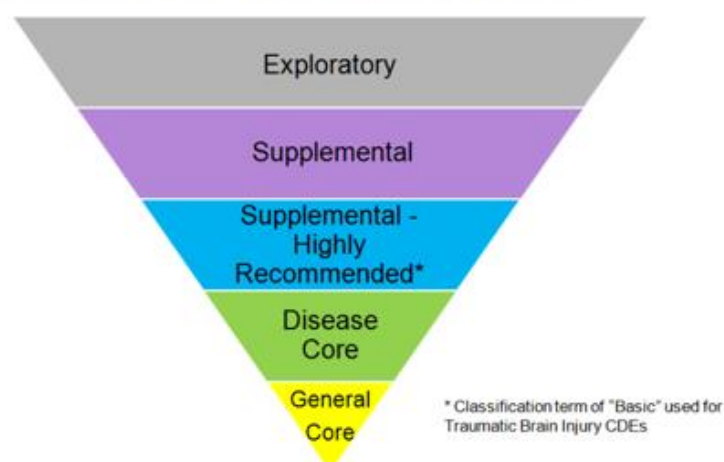 Exploratory
Supplemental
Supplemental -
Highly
Recommended*
Disease
Core
General
Core
* Classification term of "Basic" used for
Traumatic Brain Injury CDEs